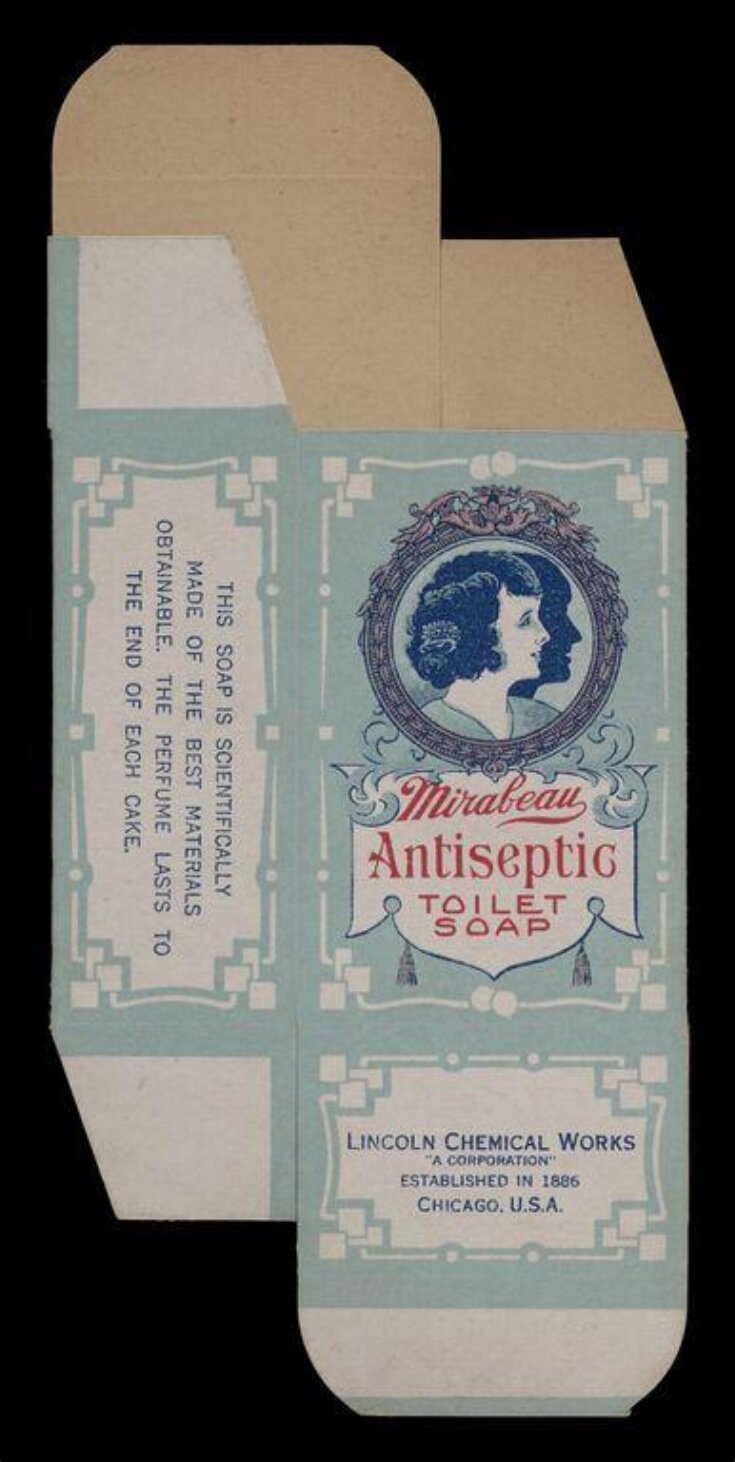 THIS SOAP IS SCIENTIFICALLY
MADE OF THE BEST MATERIALS
OBTAINABLE. THE PERFUME LASTS TO
THE END OF EACH CAKE.
Mirabeau
Antiseptic
TOILET
SOAP
LINCOLN CHEMICAL WORKS
"A CORPORATION"
ESTABLISHED IN 1886
CHICAGO. U.S.A.